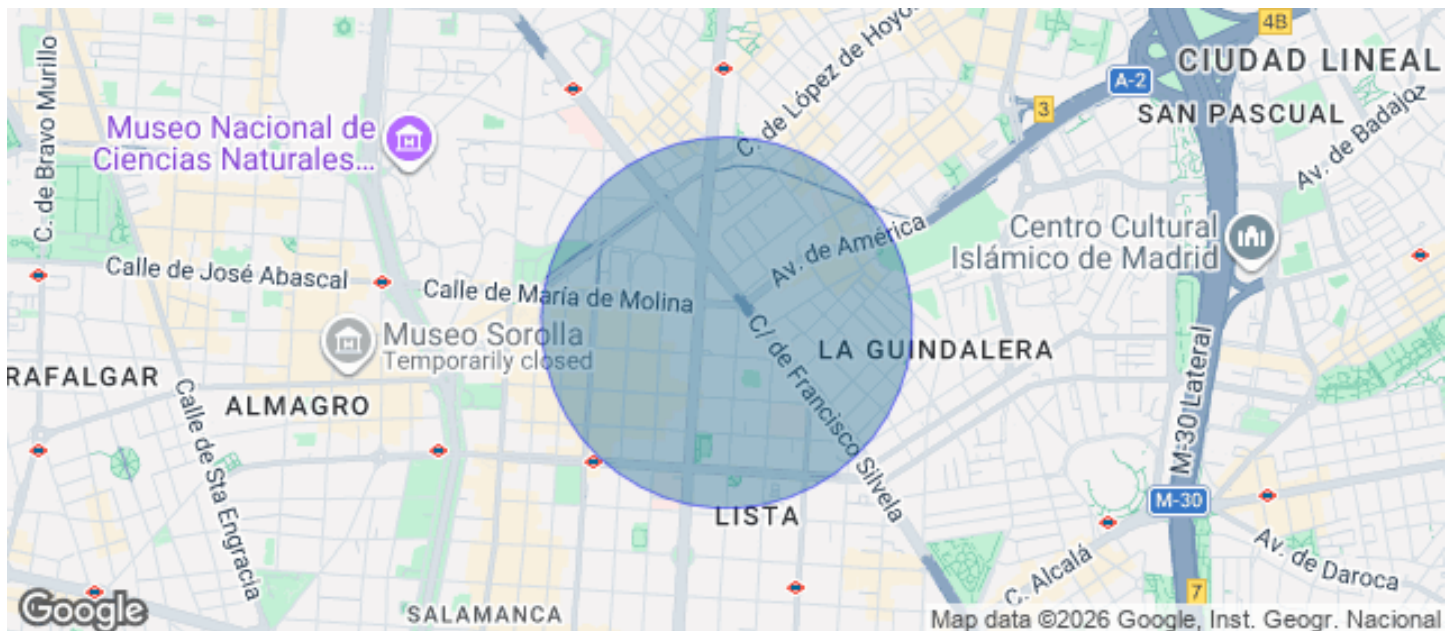 4B
C. de Bravo Murillo
C. de López de Hoyos
A-2
CIUDAD LINEAL
3
SAN PASCUAL
Museo Nacional de
Ciencias Naturales...
Av. de Badajoz
Av. de América
Centro Cultural
Islámico de Madrid
Calle de José Abascal
Calle de María de Molina
Museo Sorolla
Temporarily closed
C/ de Francisco Silvela
LA GUINDALERA
M-30 Lateral
RAFALGAR
ALMAGRO
Calle de Sta Engracia
M-30
LISTA
Av. de Daroca
C. Alcalá
7
SALAMANCA
Google
Map data ©2026 Google, Inst. Geogr. Nacional